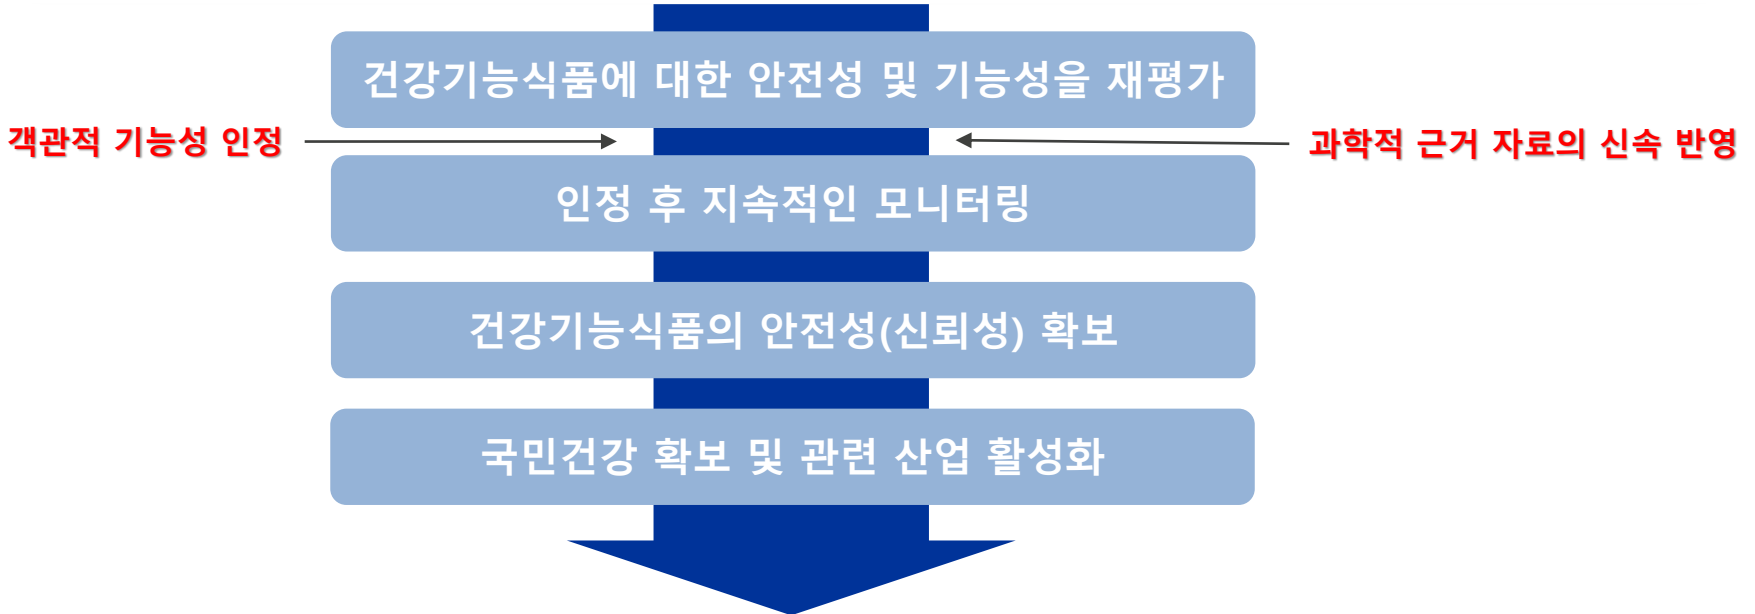 건강기능식품에 대한 안전성 및 기능성을 재평가
객관적 기능성 인정
과학적 근거 자료의 신속 반영
인정 후 지속적인 모니터링
건강기능식품의 안전성(신뢰성) 확보
국민건강 확보 및 관련 산업 활성화